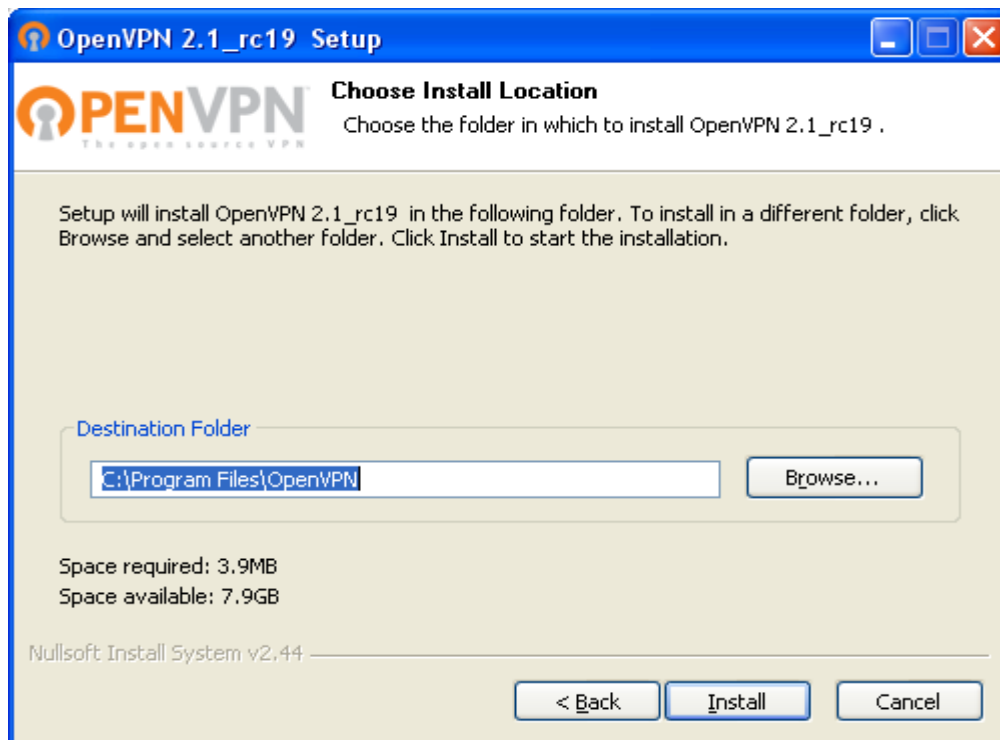 OpenVPN 2.1_rc19 Setup
OPENVPN
The open source VPN
Choose Install Location
Choose the folder in which to install OpenVPN 2.1_rc19 .
Setup will install OpenVPN 2.1_rc19 in the following folder. To install in a different folder, click
Browse and select another folder. Click Install to start the installation.
Destination Folder
C:\Program Files\OpenVPN
Browse...
Space required: 3.9MB
Space available: 7.9GB
Nullsoft Install System v2.44
< Back
Install
Cancel